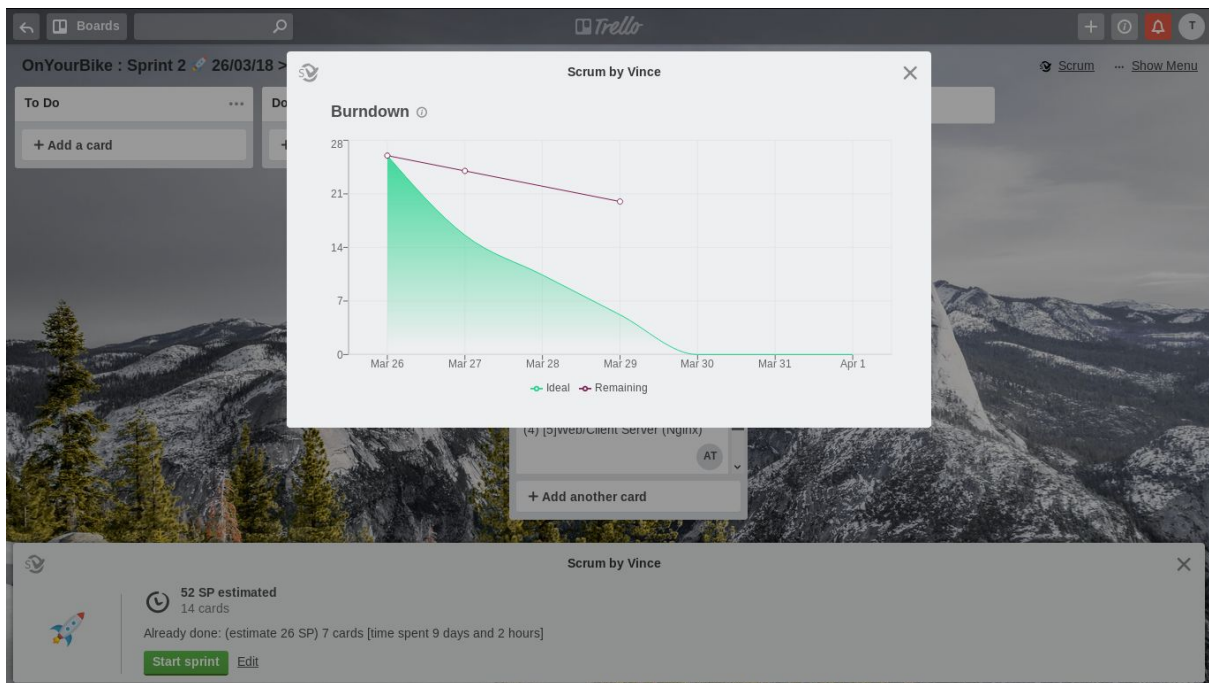 Boards
Trello
T
OnYourBike : Sprint 2 🚀 26/03/18 >
Scrum
Show Menu
To Do
Do
+ Add a card
+
Scrum by Vince
Burndown
28
21
14
7
0
Mar 26 Mar 27 Mar 28 Mar 29 Mar 30 Mar 31 Apr 1
Ideal Remaining
(4) [5]Web/Client Server (Nginx)
AT
+ Add another card
Scrum by Vince
52 SP estimated
14 cards
Already done: (estimate 26 SP) 7 cards [time spent 9 days and 2 hours]
Start sprint Edit